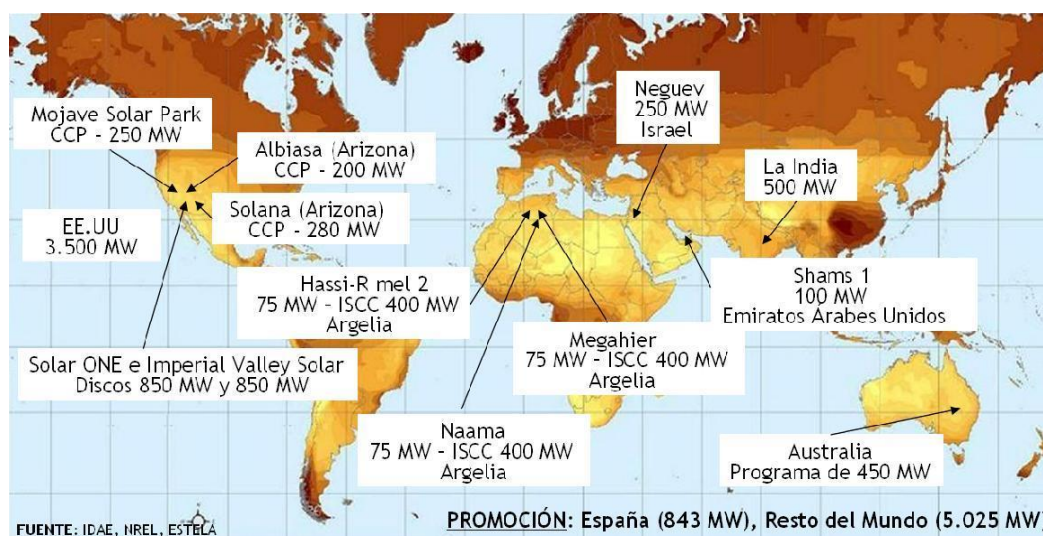 Mojave Solar Park
CCP - 250 MW
Albiasa (Arizona)
CCP - 200 MW
Solana (Arizona)
CCP - 280 MW
EE.UU
3.500 MW
Solar ONE e Imperial Valley Solar
Discos 850 MW y 850 MW
Hassi-R mel 2
75 MW - ISCC 400 MW
Argelia
Naama
75 MW - ISCC 400 MW
Argelia
Megahier
75 MW - ISCC 400 MW
Argelia
Neguev
250 MW
Israel
La India
500 MW
Shams 1
100 MW
Emiratos Árabes Unidos
Australia
Programa de 450 MW
FUENTE: IDAE, NREL, ESTELA
PROMOCIÓN: España (843 MW), Resto del Mundo (5.025 MW)